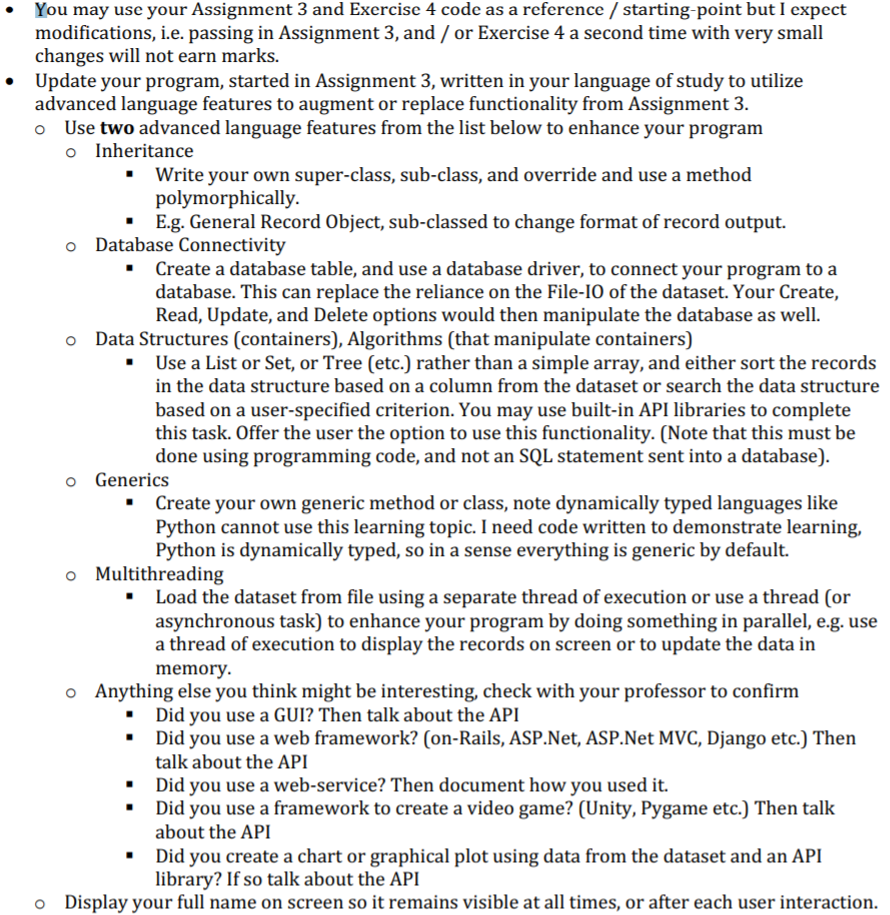 • You may use your Assignment 3 and Exercise 4 code as a reference / starting-point but I expect
modifications, i.e. passing in Assignment 3, and / or Exercise 4 a second time with very small
changes will not earn marks.
• Update your program, started in Assignment 3, written in your language of study to utilize
advanced language features to augment or replace functionality from Assignment 3.
o Use two advanced language features from the list below to enhance your program
o Inheritance
▪ Write your own super-class, sub-class, and override and use a method
polymorphically.
▪ E.g. General Record Object, sub-classed to change format of record output.
o Database Connectivity
▪ Create a database table, and use a database driver, to connect your program to a
database. This can replace the reliance on the File-IO of the dataset. Your Create,
Read, Update, and Delete options would then manipulate the database as well.
o Data Structures (containers), Algorithms (that manipulate containers)
▪ Use a List or Set, or Tree (etc.) rather than a simple array, and either sort the records
in the data structure based on a column from the dataset or search the data structure
based on a user-specified criterion. You may use built-in API libraries to complete
this task. Offer the user the option to use this functionality. (Note that this must be
done using programming code, and not an SQL statement sent into a database).
o Generics
▪ Create your own generic method or class, note dynamically typed languages like
Python cannot use this learning topic. I need code written to demonstrate learning,
Python is dynamically typed, so in a sense everything is generic by default.
o Multithreading
▪ Load the dataset from file using a separate thread of execution or use a thread (or
asynchronous task) to enhance your program by doing something in parallel, e.g. use
a thread of execution to display the records on screen or to update the data in
memory.
o Anything else you think might be interesting, check with your professor to confirm
▪ Did you use a GUI? Then talk about the API
▪ Did you use a web framework? (on-Rails, ASP.Net, ASP.Net MVC, Django etc.) Then
talk about the API
▪ Did you use a web-service? Then document how you used it.
▪ Did you use a framework to create a video game? (Unity, Pygame etc.) Then talk
about the API
▪ Did you create a chart or graphical plot using data from the dataset and an API
library? If so talk about the API
o Display your full name on screen so it remains visible at all times, or after each user interaction.